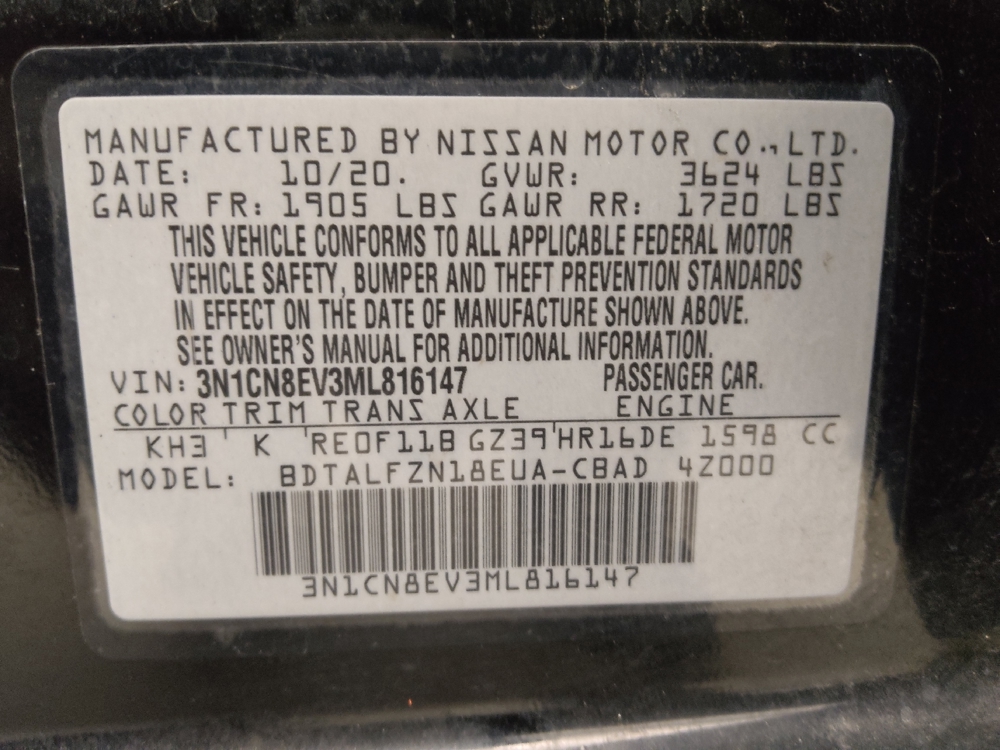 MANUFACTURED BY NISSAN MOTOR CO., LTD.
DATE: 10/20. GVWR: 3624 LBS
GAWR FR: 1905 LBS GAWR RR: 1720 LBS
THIS VEHICLE CONFORMS TO ALL APPLICABLE FEDERAL MOTOR
VEHICLE SAFETY, BUMPER AND THEFT PREVENTION STANDARDS
IN EFFECT ON THE DATE OF MANUFACTURE SHOWN ABOVE.
SEE OWNER'S MANUAL FOR ADDITIONAL INFORMATION.
VIN: 3N1CN8EV3ML816147 PASSENGER CAR.
COLOR TRIM TRANS AXLE ENGINE
KH3 ' K 'RE0F11B GZ39'HR16DE 1598 CC
MODEL: BDTALFZN18EUA-CBAD 4Z000
3N1CN8EV3ML816147